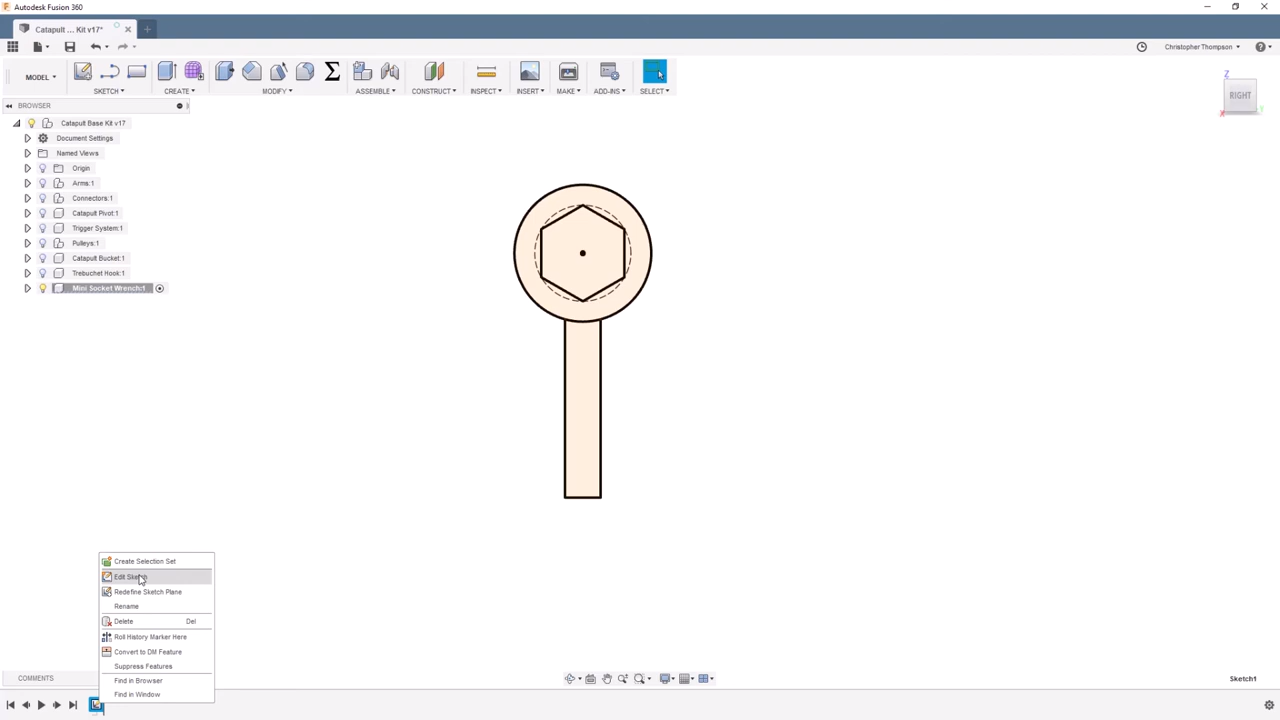 Autodesk Fusion 360
Catapult ... Kit v17*
Christopher Thompson
MODEL
SKETCH
CREATE
MODIFY
ASSEMBLE
CONSTRUCT
INSPECT
INSERT
MAKE
ADD-INS
SELECT
BROWSER
Z
RIGHT
X
Y
Catapult Base Kit v17
Document Settings
Named Views
Origin
Arms:1
Connectors:1
Catapult Pivot:1
Trigger System:1
Pulleys:1
Catapult Bucket:1
Trebuchet Hook:1
Mini Socket Wrench:1
Create Selection Set
Edit Sketch
Redefine Sketch Plane
Rename
Delete Del
Roll History Marker Here
Convert to DM Feature
Suppress Features
Find in Browser
Find in Window
COMMENTS
Sketch1